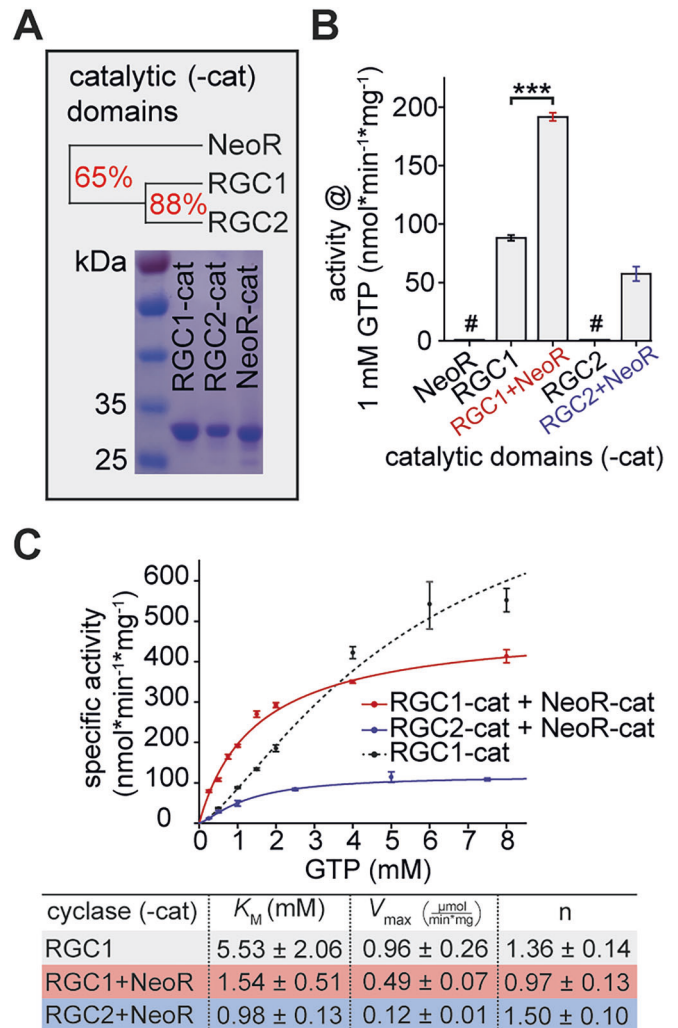 A
catalytic (-cat)
domains
NeoR
65%
RGC1
88%
RGC2
kDa
RGC1-cat
RGC2-cat
NeoR-cat
35
25
B
activity @
1 mM GTP (nmol*min-1*mg-1)
200
150
100
50
0
***
#
#
NeoR
RGC1
RGC1+NeoR
RGC2
RGC2+NeoR
catalytic domains (-cat)
C
specific activity
(nmol*min-1*mg-1)
600
500
400
300
200
100
0
0 1 2 3 4 5 6 7 8
GTP (mM)
RGC1-cat + NeoR-cat
RGC2-cat + NeoR-cat
RGC1-cat
cyclase (-cat) KM (mM) Vmax (μmol/min*mg) n
RGC1 5.53 ± 2.06 0.96 ± 0.26 1.36 ± 0.14
RGC1+NeoR 1.54 ± 0.51 0.49 ± 0.07 0.97 ± 0.13
RGC2+NeoR 0.98 ± 0.13 0.12 ± 0.01 1.50 ± 0.10